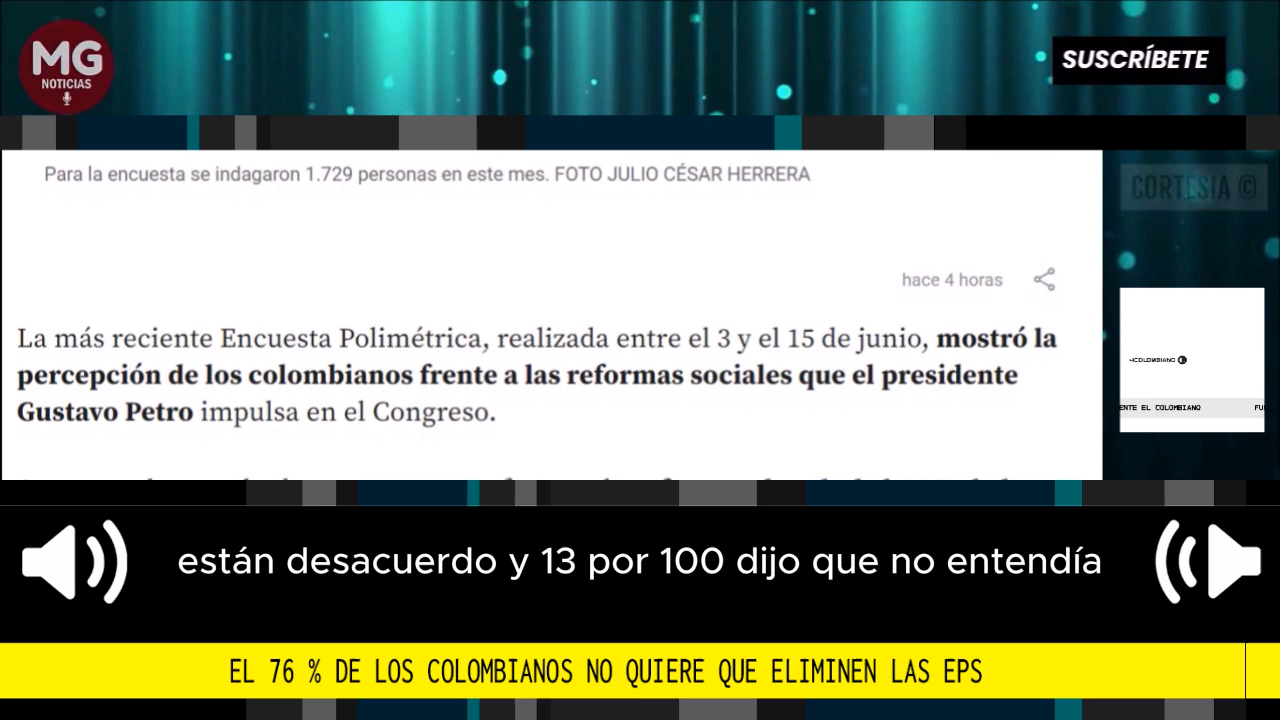 MG
NOTICIAS
SUSCRÍBETE
Para la encuesta se indagaron 1.729 personas en este mes. FOTO JULIO CÉSAR HERRERA
CORTESIA ©
hace 4 horas
La más reciente Encuesta Polimétrica, realizada entre el 3 y el 15 de junio, mostró la
percepción de los colombianos frente a las reformas sociales que el presidente
Gustavo Petro impulsa en el Congreso.
ENTE EL COLOMBIANO
están desacuerdo y 13 por 100 dijo que no entendía
EL 76 % DE LOS COLOMBIANOS NO QUIERE QUE ELIMINEN LAS EPS